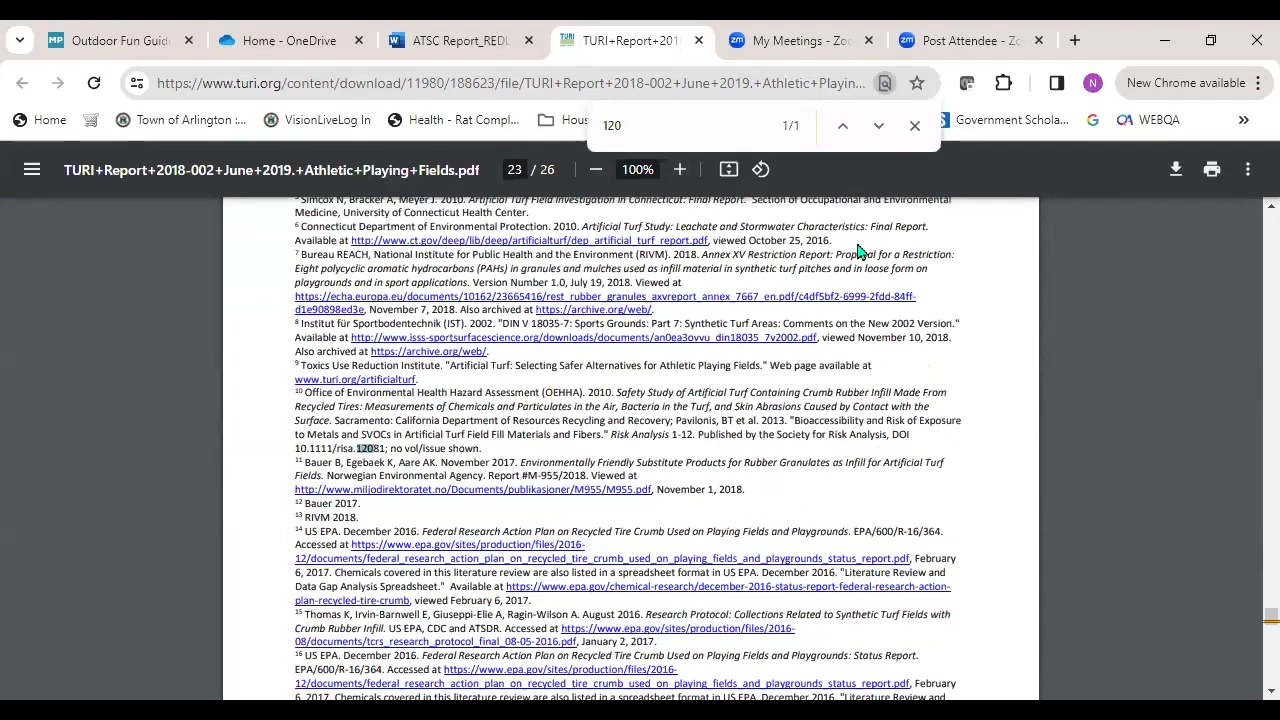 Outdoor Fun Guid
Home - OneDrive
ATSC Report_REDL
TURI+Report+201
My Meetings - Zoo
Post Attendee - Zo
https://www.turi.org/content/download/11980/188623/file/TURI+Report+2018-002+June+2019.+Athletic+Playin...
N
New Chrome available
Home
Town of Arlington :...
VisionLiveLog In
Health - Rat Compl...
Hous
120
1/1
Government Schola...
G
QA WEBQA
TURI+Report+2018-002+June+2019.+Athletic+Playing+Fields.pdf
23 / 26
100%
5 Simcox N, Bracker A, Meyer J. 2010. Artificial Turf Field Investigation in Connecticut: Final Report. Section of Occupational and Environmental
Medicine, University of Connecticut Health Center.
6 Connecticut Department of Environmental Protection. 2010. Artificial Turf Study: Leachate and Stormwater Characteristics: Final Report.
Available at http://www.ct.gov/deep/lib/deep/artificialturf/dep_artificial_turf_report.pdf, viewed October 25, 2016.
7 Bureau REACH, National Institute for Public Health and the Environment (RIVM). 2018. Annex XV Restriction Report: Proposal for a Restriction:
Eight polycyclic aromatic hydrocarbons (PAHs) in granules and mulches used as infill material in synthetic turf pitches and in loose form on
playgrounds and in sport applications. Version Number 1.0, July 19, 2018. Viewed at
https://echa.europa.eu/documents/10162/23665416/rest_rubber_granules_axvreport_annex_7667_en.pdf/c4df5bf2-6999-2fdd-84ff-
d1e90898ed3e, November 7, 2018. Also archived at https://archive.org/web/.
8 Institut für Sportbodentechnik (IST). 2002. "DIN V 18035-7: Sports Grounds: Part 7: Synthetic Turf Areas: Comments on the New 2002 Version."
Available at http://www.isss-sportsurfacescience.org/downloads/documents/an0ea3ovvu_din18035_7v2002.pdf, viewed November 10, 2018.
Also archived at https://archive.org/web/.
9 Toxics Use Reduction Institute. "Artificial Turf: Selecting Safer Alternatives for Athletic Playing Fields." Web page available at
www.turi.org/artificialturf.
10 Office of Environmental Health Hazard Assessment (OEHHA). 2010. Safety Study of Artificial Turf Containing Crumb Rubber Infill Made From
Recycled Tires: Measurements of Chemicals and Particulates in the Air, Bacteria in the Turf, and Skin Abrasions Caused by Contact with the
Surface. Sacramento: California Department of Resources Recycling and Recovery; Pavilonis, BT et al. 2013. "Bioaccessibility and Risk of Exposure
to Metals and SVOCs in Artificial Turf Field Fill Materials and Fibers." Risk Analysis 1-12. Published by the Society for Risk Analysis, DOI
10.1111/risa.12081; no vol/issue shown.
11 Bauer B, Egebaek K, Aare AK. November 2017. Environmentally Friendly Substitute Products for Rubber Granulates as Infill for Artificial Turf
Fields. Norwegian Environmental Agency. Report #M-955/2018. Viewed at
http://www.miljodirektoratet.no/Documents/publikasjoner/M955/M955.pdf, November 1, 2018.
12 Bauer 2017.
13 RIVM 2018.
14 US EPA. December 2016. Federal Research Action Plan on Recycled Tire Crumb Used on Playing Fields and Playgrounds. EPA/600/R-16/364.
Accessed at https://www.epa.gov/sites/production/files/2016-
12/documents/federal_research_action_plan_on_recycled_tire_crumb_used_on_playing_fields_and_playgrounds_status_report.pdf, February
6, 2017. Chemicals covered in this literature review are also listed in a spreadsheet format in US EPA. December 2016. "Literature Review and
Data Gap Analysis Spreadsheet." Available at https://www.epa.gov/chemical-research/december-2016-status-report-federal-research-action-
plan-recycled-tire-crumb, viewed February 6, 2017.
15 Thomas K, Irvin-Barnwell E, Giuseppi-Elie A, Ragin-Wilson A. August 2016. Research Protocol: Collections Related to Synthetic Turf Fields with
Crumb Rubber Infill. US EPA, CDC and ATSDR. Accessed at https://www.epa.gov/sites/production/files/2016-
08/documents/tcrs_research_protocol_final_08-05-2016.pdf, January 2, 2017.
16 US EPA. December 2016. Federal Research Action Plan on Recycled Tire Crumb Used on Playing Fields and Playgrounds: Status Report.
EPA/600/R-16/364. Accessed at https://www.epa.gov/sites/production/files/2016-
12/documents/federal_research_action_plan_on_recycled_tire_crumb_used_on_playing_fields_and_playgrounds_status_report.pdf, February
6, 2017. Chemicals covered in this literature review are also listed in a spreadsheet format in US EPA. December 2016. "Literature Review and